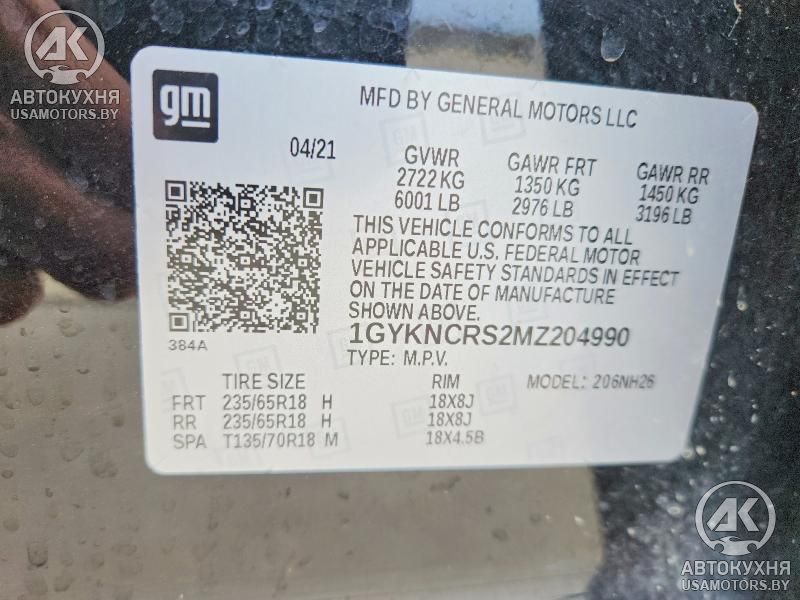 AK
АВТОКУХНЯ
USAMOTORS.BY
gm
MFD BY GENERAL MOTORS LLC
04/21
GVWR GAWR FRT GAWR RR
2722 KG 1350 KG 1450 KG
6001 LB 2976 LB 3196 LB
THIS VEHICLE CONFORMS TO ALL
APPLICABLE U.S. FEDERAL MOTOR
VEHICLE SAFETY STANDARDS IN EFFECT
ON THE DATE OF MANUFACTURE
SHOWN ABOVE.
384A
1GYKNCRS2MZ204990
TYPE: M.P.V.
TIRE SIZE RIM MODEL: 206NH26
FRT 235/65R18 H 18X8J
RR 235/65R18 H 18X8J
SPA T135/70R18 M 18X4.5B
AK
АВТОКУХНЯ
USAMOTORS.BY